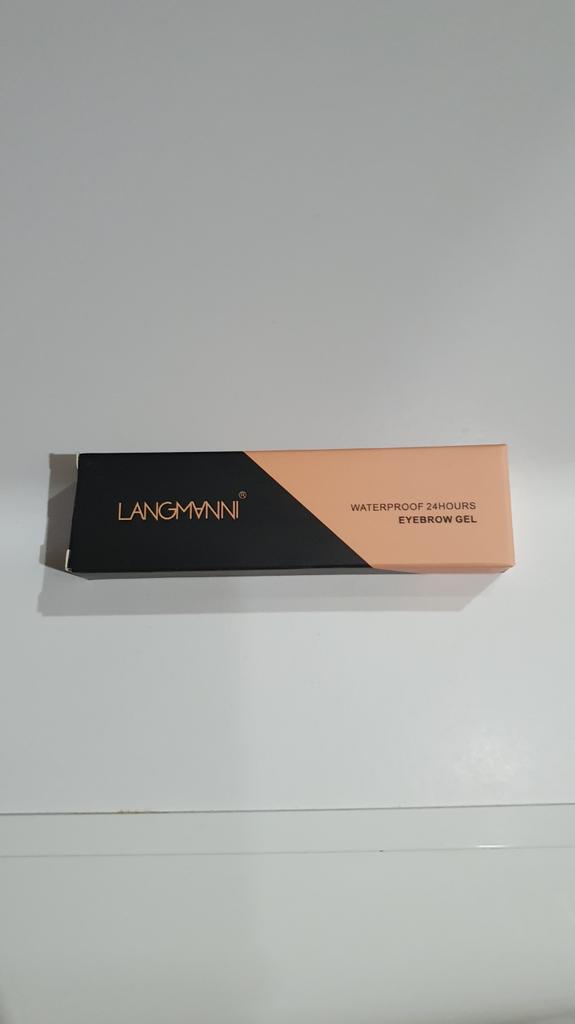 LANGMANNI®
WATERPROOF 24HOURS
EYEBROW GEL